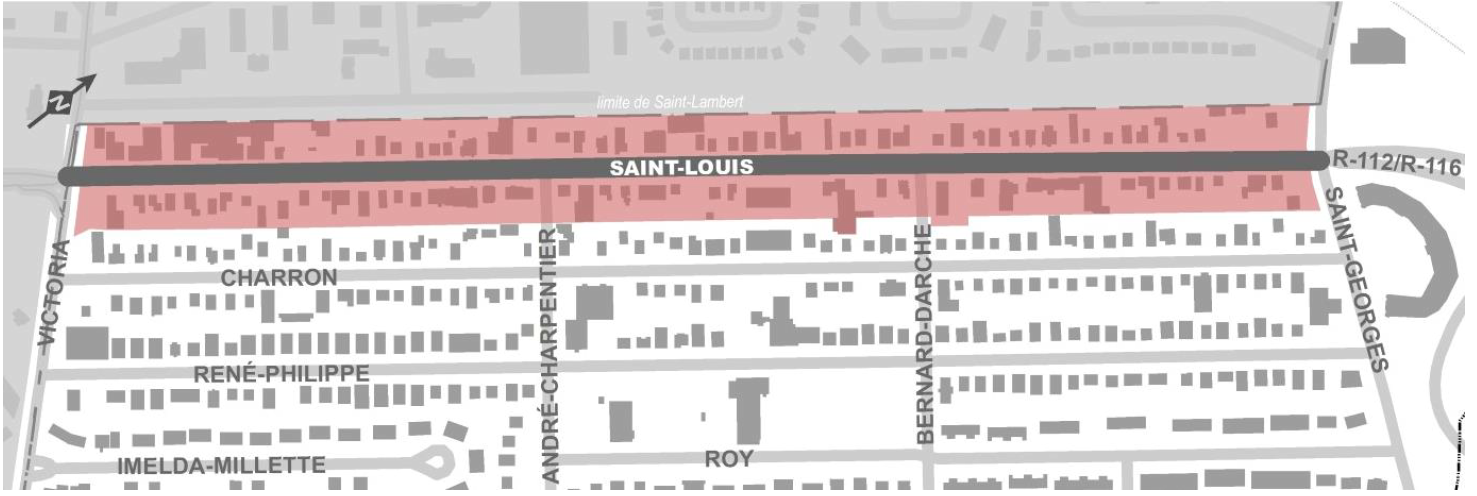 N
limite de Saint-Lambert
SAINT-LOUIS
R-112/R-116
VICTORIA
CHARRON
ANDRÉ-CHARPENTIER
BERNARD-DARCHE
SAINT-GEORGES
RENÉ-PHILIPPE
IMELDA-MILLETTE
ROY